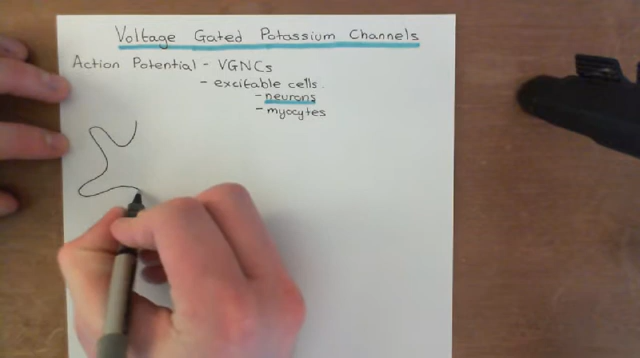 Voltage Gated Potassium Channels
Action Potential - VGNCs
- excitable cells.
- neurons
- myocytes